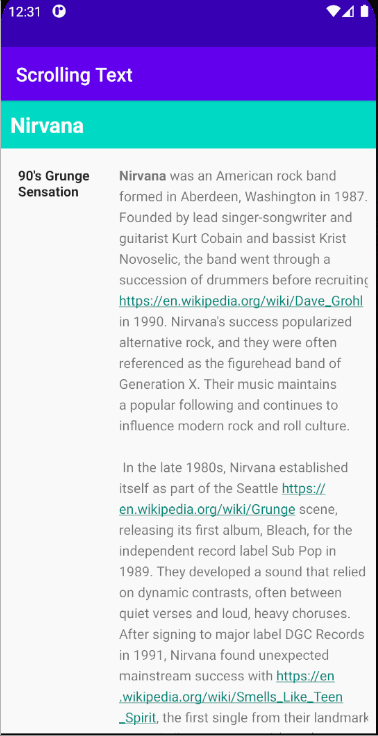 12:31
Scrolling Text
Nirvana
90's Grunge
Sensation
Nirvana was an American rock band
formed in Aberdeen, Washington in 1987.
Founded by lead singer-songwriter and
guitarist Kurt Cobain and bassist Krist
Novoselic, the band went through a
succession of drummers before recruiting
https://en.wikipedia.org/wiki/Dave_Grohl
in 1990. Nirvana's success popularized
alternative rock, and they were often
referenced as the figurehead band of
Generation X. Their music maintains
a popular following and continues to
influence modern rock and roll culture.
In the late 1980s, Nirvana established
itself as part of the Seattle https://
en.wikipedia.org/wiki/Grunge scene,
releasing its first album, Bleach, for the
independent record label Sub Pop in
1989. They developed a sound that relied
on dynamic contrasts, often between
quiet verses and loud, heavy choruses.
After signing to major label DGC Records
in 1991, Nirvana found unexpected
mainstream success with https://en
.wikipedia.org/wiki/Smells_Like_Teen
_Spirit, the first single from their landmark